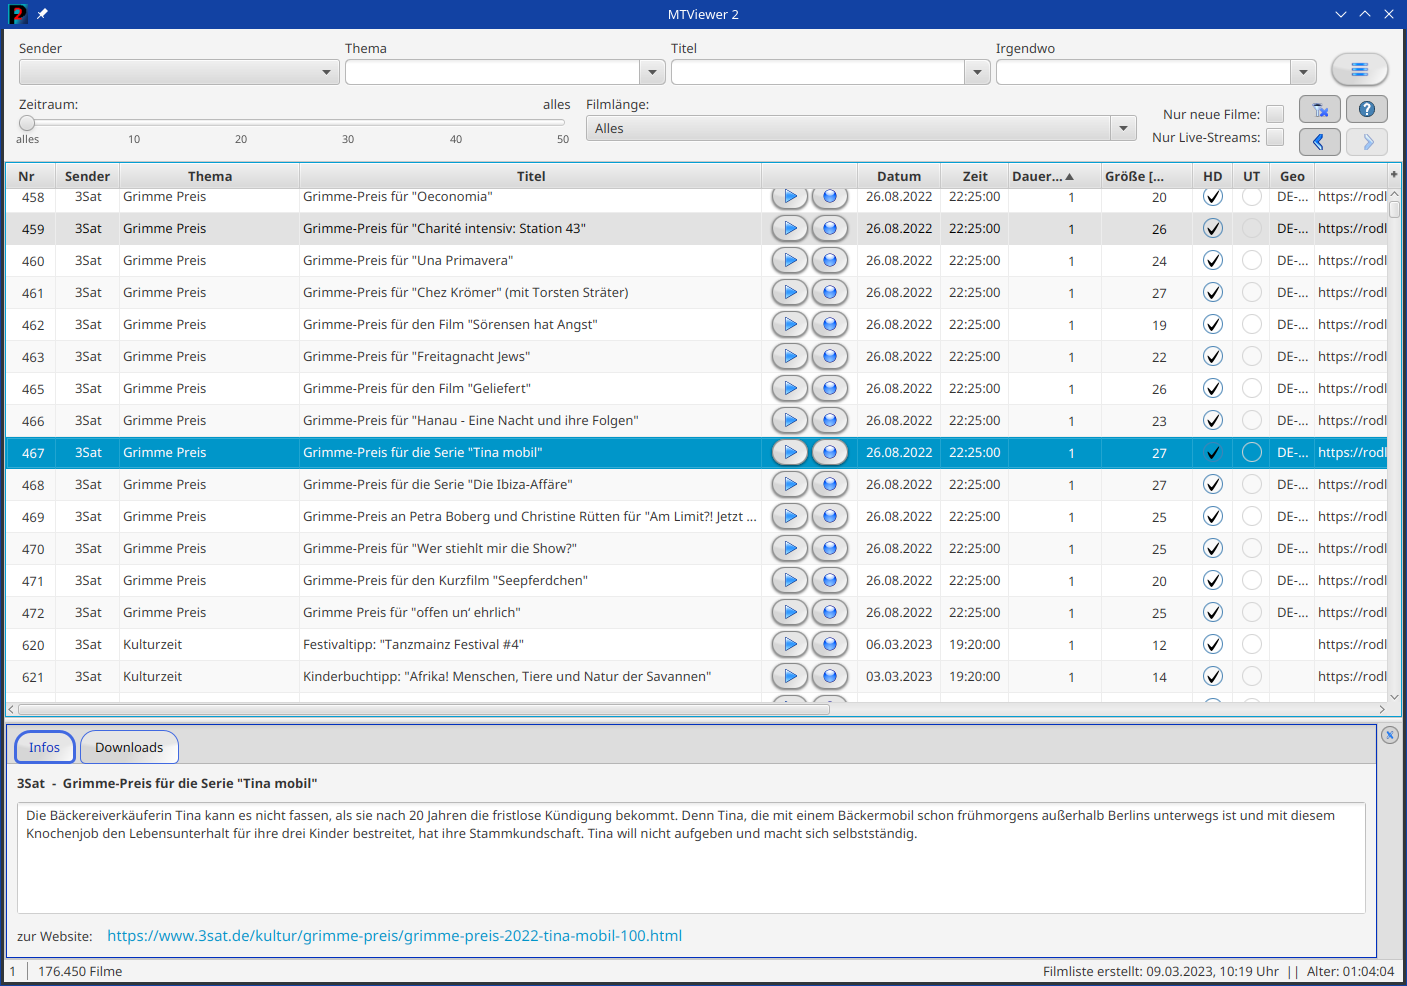 MTViewer 2
Sender Thema Titel Irgendwo
Zeitraum: alles Filmlänge: Nur neue Filme:
Alles
alles 10 20 30 40 50 Nur Live-Streams:
Nr Sender Thema Titel Datum Zeit Dauer... Größe [... HD UT Geo
458 3Sat Grimme Preis Grimme-Preis für "Oeconomia" 26.08.2022 22:25:00 1 20 DE-... https://rodl
459 3Sat Grimme Preis Grimme-Preis für "Charité intensiv: Station 43" 26.08.2022 22:25:00 1 26 DE-... https://rodl
460 3Sat Grimme Preis Grimme-Preis für "Una Primavera" 26.08.2022 22:25:00 1 24 DE-... https://rodl
461 3Sat Grimme Preis Grimme-Preis für "Chez Krömer" (mit Torsten Sträter) 26.08.2022 22:25:00 1 27 DE-... https://rodl
462 3Sat Grimme Preis Grimme-Preis für den Film "Sörensen hat Angst" 26.08.2022 22:25:00 1 19 DE-... https://rodl
463 3Sat Grimme Preis Grimme-Preis für "Freitagnacht Jews" 26.08.2022 22:25:00 1 22 DE-... https://rodl
465 3Sat Grimme Preis Grimme-Preis für den Film "Geliefert" 26.08.2022 22:25:00 1 26 DE-... https://rodl
466 3Sat Grimme Preis Grimme-Preis für "Hanau - Eine Nacht und ihre Folgen" 26.08.2022 22:25:00 1 23 DE-... https://rodl
467 3Sat Grimme Preis Grimme-Preis für die Serie "Tina mobil" 26.08.2022 22:25:00 1 27 DE-... https://rodl
468 3Sat Grimme Preis Grimme-Preis für die Serie "Die Ibiza-Affäre" 26.08.2022 22:25:00 1 27 DE-... https://rodl
469 3Sat Grimme Preis Grimme-Preis an Petra Boberg und Christine Rütten für "Am Limit?! Jetzt ... 26.08.2022 22:25:00 1 25 DE-... https://rodl
470 3Sat Grimme Preis Grimme-Preis für "Wer stiehlt mir die Show?" 26.08.2022 22:25:00 1 25 DE-... https://rodl
471 3Sat Grimme Preis Grimme-Preis für den Kurzfilm "Seepferdchen" 26.08.2022 22:25:00 1 20 DE-... https://rodl
472 3Sat Grimme Preis Grimme Preis für "offen un‘ ehrlich" 26.08.2022 22:25:00 1 25 DE-... https://rodl
620 3Sat Kulturzeit Festivaltipp: "Tanzmainz Festival #4" 06.03.2023 19:20:00 1 12 https://rodl
621 3Sat Kulturzeit Kinderbuchtipp: "Afrika! Menschen, Tiere und Natur der Savannen" 03.03.2023 19:20:00 1 14 https://rodl
Infos Downloads
3Sat - Grimme-Preis für die Serie "Tina mobil"
Die Bäckereiverkäuferin Tina kann es nicht fassen, als sie nach 20 Jahren die fristlose Kündigung bekommt. Denn Tina, die mit einem Bäckermobil schon frühmorgens außerhalb Berlins unterwegs ist und mit diesem
Knochenjob den Lebensunterhalt für ihre drei Kinder bestreitet, hat ihre Stammkundschaft. Tina will nicht aufgeben und macht sich selbstständig.
zur Website: https://www.3sat.de/kultur/grimme-preis/grimme-preis-2022-tina-mobil-100.html
1 176.450 Filme Filmliste erstellt: 09.03.2023, 10:19 Uhr || Alter: 01:04:04